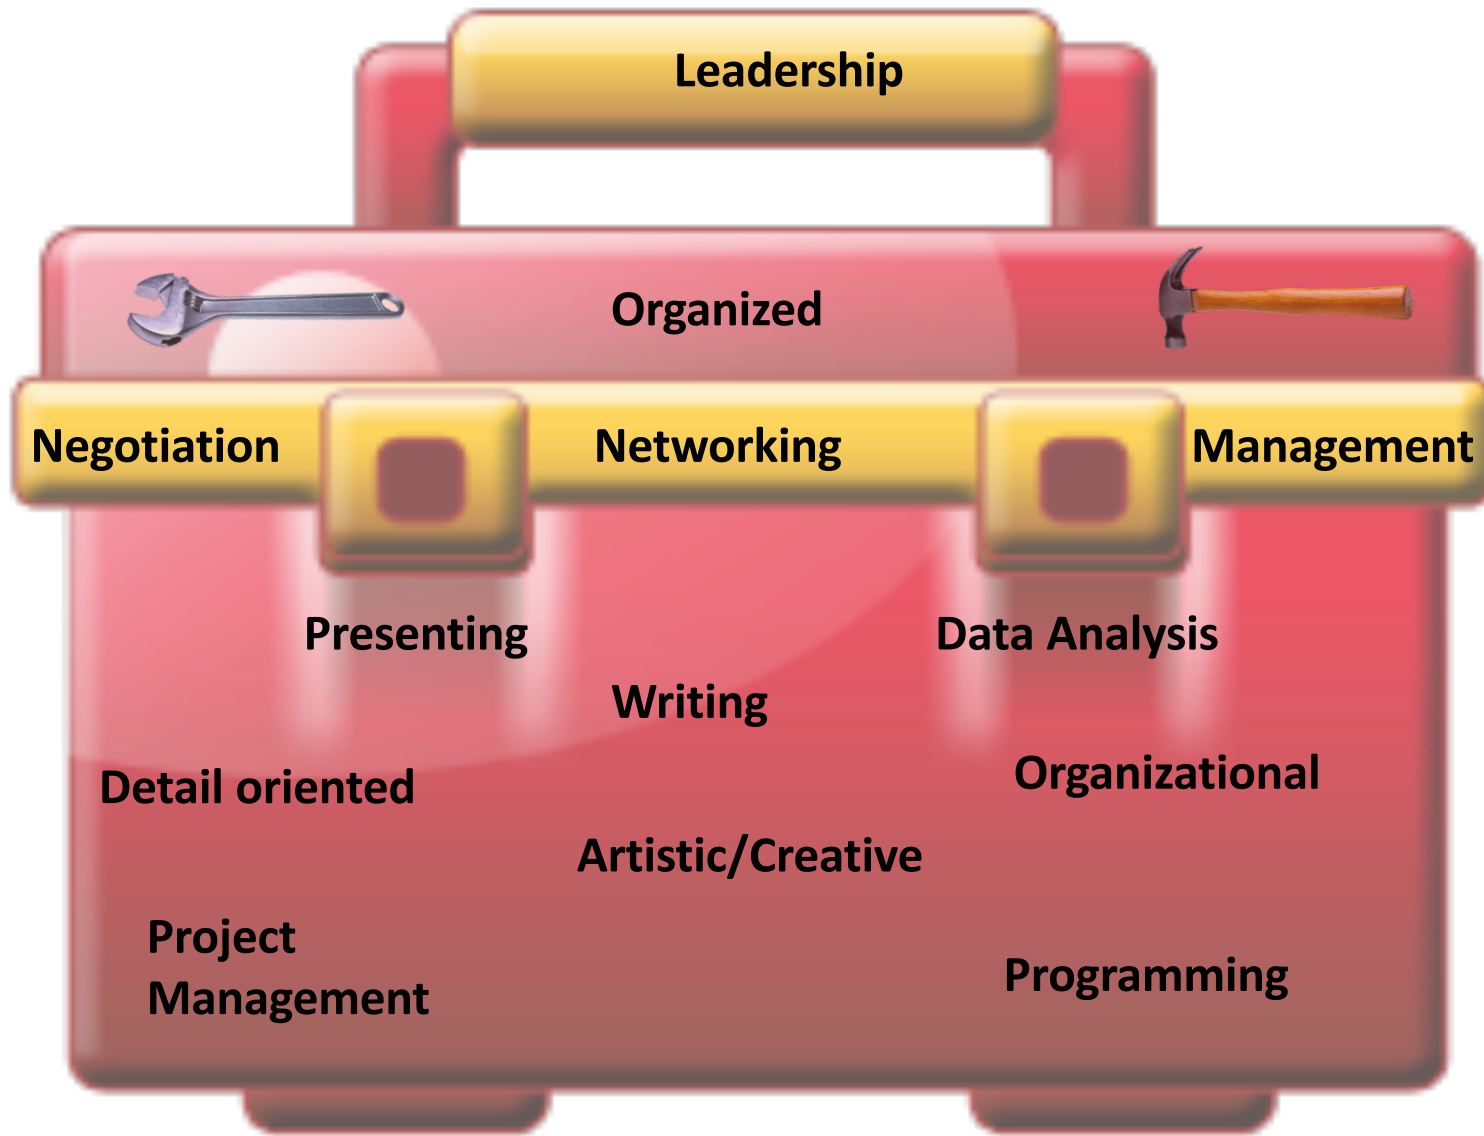 Leadership
Organized
Negotiation
Networking
Management
Presenting
Data Analysis
Writing
Detail oriented
Organizational
Artistic/Creative
Project
Management
Programming